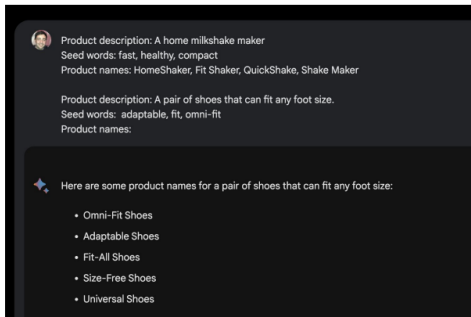 Product description: A home milkshake maker
Seed words: fast, healthy, compact
Product names: HomeShaker, Fit Shaker, QuickShake, Shake Maker
Product description: A pair of shoes that can fit any foot size.
Seed words: adaptable, fit, omni-fit
Product names:
Here are some product names for a pair of shoes that can fit any foot size:
• Omni-Fit Shoes
• Adaptable Shoes
• Fit-All Shoes
• Size-Free Shoes
• Universal Shoes